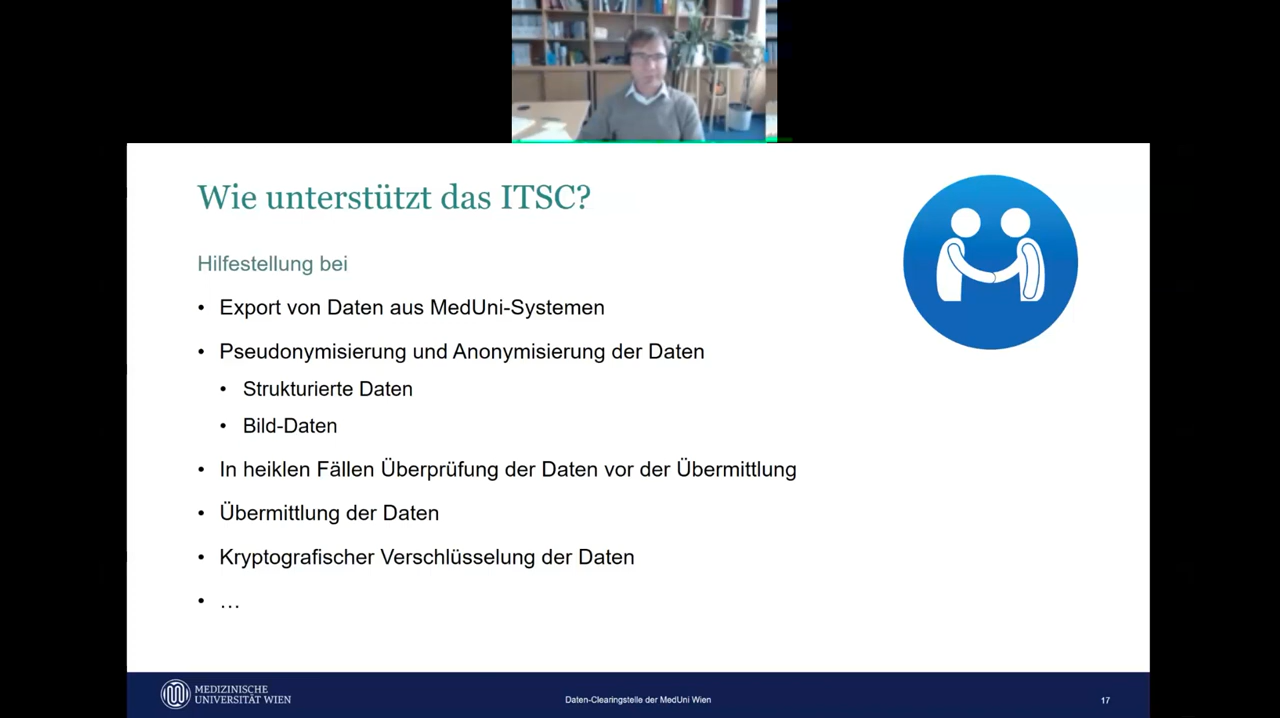 Wie unterstützt das ITSC?
Hilfestellung bei
• Export von Daten aus MedUni-Systemen
• Pseudonymisierung und Anonymisierung der Daten
• Strukturierte Daten
• Bild-Daten
• In heiklen Fällen Überprüfung der Daten vor der Übermittlung
• Übermittlung der Daten
• Kryptografischer Verschlüsselung der Daten
• …
MEDIZINISCHE
UNIVERSITÄT WIEN
Daten-Clearingstelle der MedUni Wien
17